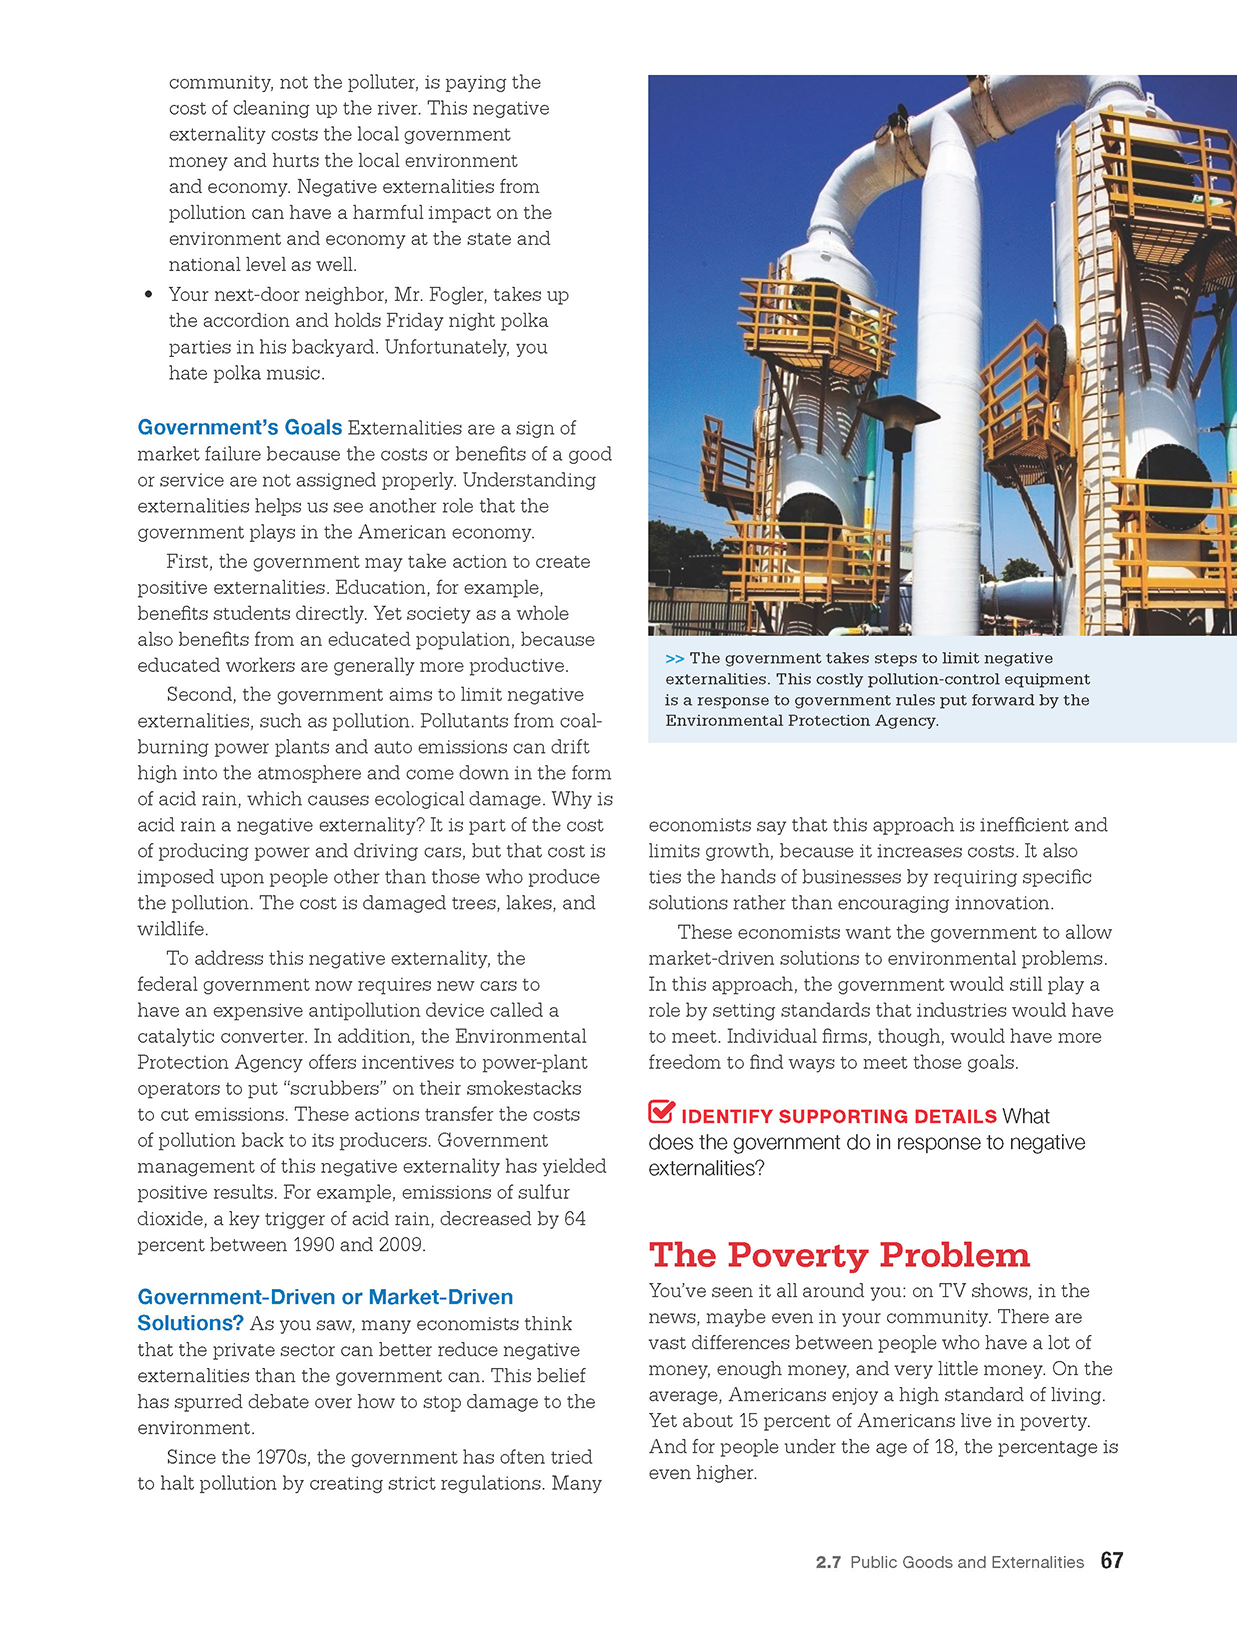 community, not the polluter, is paying the
cost of cleaning up the river. This negative
externality costs the local government
money and hurts the local environment
and economy. Negative externalities from
pollution can have a harmful impact on the
environment and economy at the state and
national level as well.
• Your next-door neighbor, Mr. Fogler, takes up
the accordion and holds Friday night polka
parties in his backyard. Unfortunately, you
hate polka music.
Government's Goals Externalities are a sign of
market failure because the costs or benefits of a good
or service are not assigned properly. Understanding
externalities helps us see another role that the
government plays in the American economy.
First, the government may take action to create
positive externalities. Education, for example,
benefits students directly. Yet society as a whole
also benefits from an educated population, because
educated workers are generally more productive.
Second, the government aims to limit negative
externalities, such as pollution. Pollutants from coal-
burning power plants and auto emissions can drift
high into the atmosphere and come down in the form
of acid rain, which causes ecological damage. Why is
acid rain a negative externality? It is part of the cost
of producing power and driving cars, but that cost is
imposed upon people other than those who produce
the pollution. The cost is damaged trees, lakes, and
wildlife.
To address this negative externality, the
federal government now requires new cars to
have an expensive antipollution device called a
catalytic converter. In addition, the Environmental
Protection Agency offers incentives to power-plant
operators to put “scrubbers” on their smokestacks
to cut emissions. These actions transfer the costs
of pollution back to its producers. Government
management of this negative externality has yielded
positive results. For example, emissions of sulfur
dioxide, a key trigger of acid rain, decreased by 64
percent between 1990 and 2009.
Government-Driven or Market-Driven
Solutions? As you saw, many economists think
that the private sector can better reduce negative
externalities than the government can. This belief
has spurred debate over how to stop damage to the
environment.
Since the 1970s, the government has often tried
to halt pollution by creating strict regulations. Many
>> The government takes steps to limit negative
externalities. This costly pollution-control equipment
is a response to government rules put forward by the
Environmental Protection Agency.
economists say that this approach is inefficient and
limits growth, because it increases costs. It also
ties the hands of businesses by requiring specific
solutions rather than encouraging innovation.
These economists want the government to allow
market-driven solutions to environmental problems.
In this approach, the government would still play a
role by setting standards that industries would have
to meet. Individual firms, though, would have more
freedom to find ways to meet those goals.
IDENTIFY SUPPORTING DETAILS What
does the government do in response to negative
externalities?
The Poverty Problem
You've seen it all around you: on TV shows, in the
news, maybe even in your community. There are
vast differences between people who have a lot of
money, enough money, and very little money. On the
average, Americans enjoy a high standard of living.
Yet about 15 percent of Americans live in poverty.
And for people under the age of 18, the percentage is
even higher.
2.7 Public Goods and Externalities 67